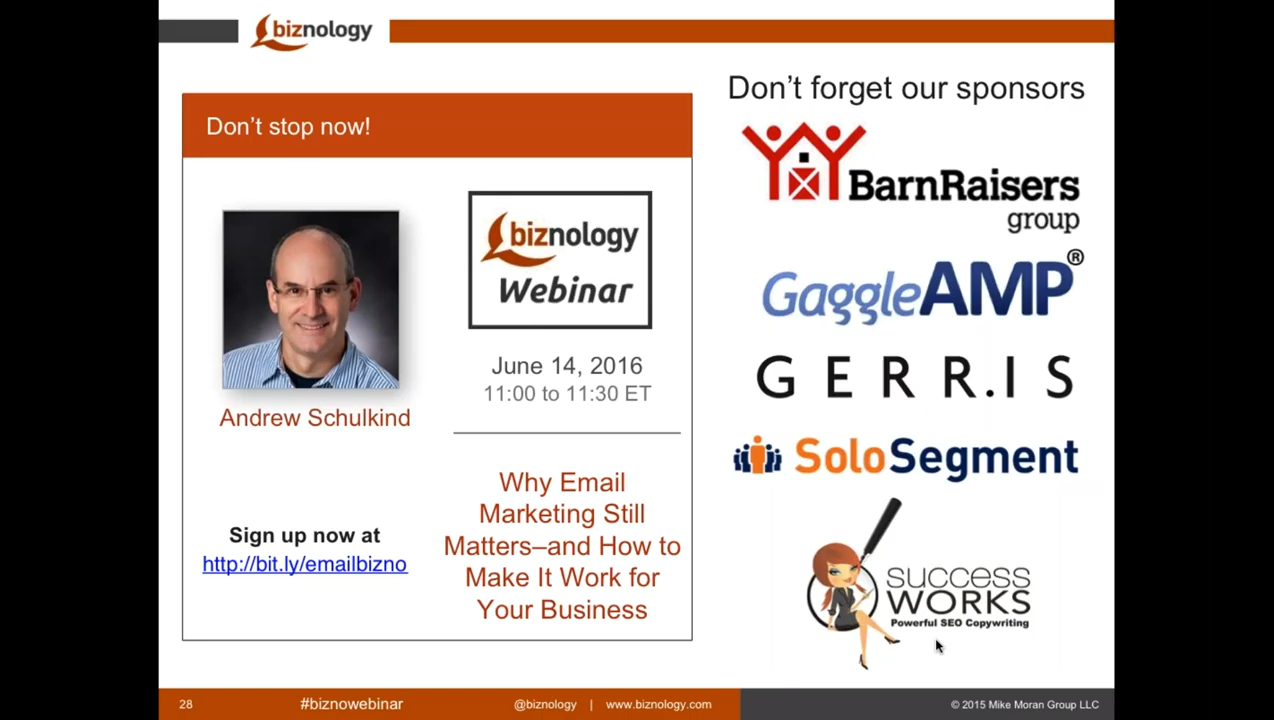 biznology
Don't stop now!
Andrew Schulkind
Sign up now at
http://bit.ly/emailbizno
biznology
Webinar
June 14, 2016
11:00 to 11:30 ET
Why Email
Marketing Still
Matters–and How to
Make It Work for
Your Business
Don't forget our sponsors
BarnRaisers
group
GaggleAMP®
GERR.IS
SoloSegment
SUCCESS
WORKS
Powerful SEO Copywriting
28
#biznowebinar
@biznology | www.biznology.com
© 2015 Mike Moran Group LLC